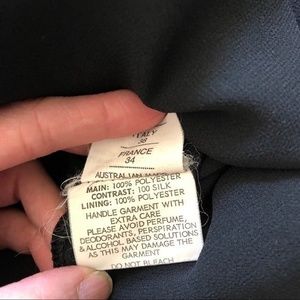 ITALY
38
FRANCE
34
AUSTRALIAN
MAIN: 100% POLYESTER
CONTRAST: 100 SILK
LINING: 100% POLYESTER
HANDLE GARMENT WITH
EXTRA CARE
PLEASE AVOID PERFUME,
DEODORANTS, PERSPIRATION
& ALCOHOL BASED SOLUTIONS
AS THIS MAY DAMAGE THE
GARMENT
DO NOT BLEACH